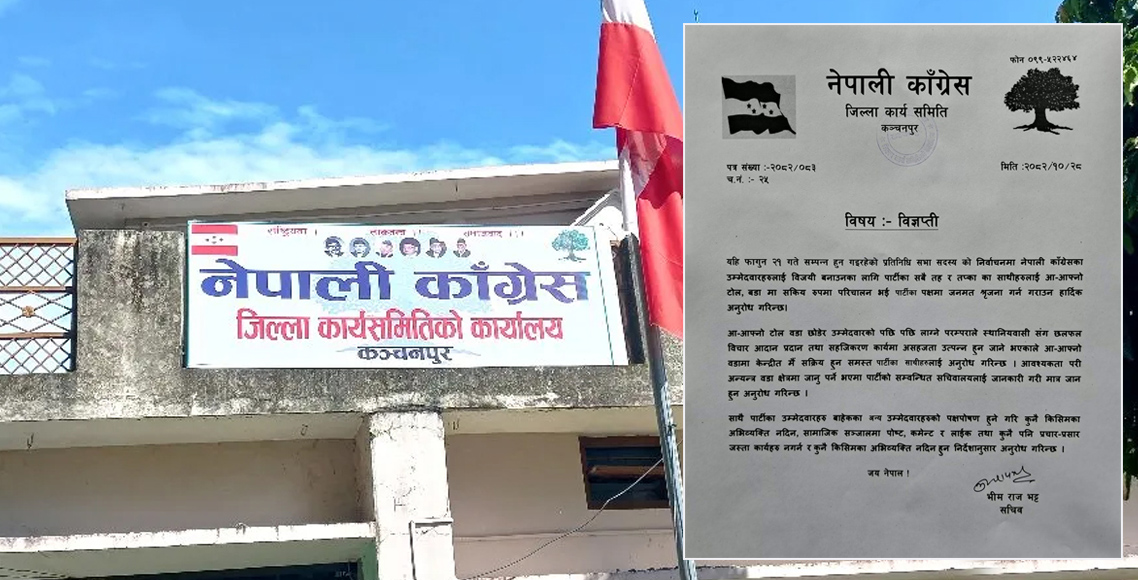 राष्ट्रियता । लोकतन्त्र । समाजवाद । ।
नेपाली काँग्रेस
जिल्ला कार्यसमितिको कार्यालय
कञ्चनपुर
फोन ०९९-५२२४६४
नेपाली काँग्रेस
जिल्ला कार्य समिति
कञ्चनपुर
पत्र संख्या :-२०८२/०८३
च.नं. :- २५
मिति :२०८२/१०/२८
विषय :- विज्ञप्ती
यहि फागुन २१ गते सम्पन्न हुन गइरहेको प्रतिनिधि सभा सदस्य को निर्वाचनमा नेपाली काँग्रेसका
उम्मेदवारहरुलाई विजयी बनाउनका लागि पार्टीका सबै तह र तप्का का साथीहरुलाई आ-आफ्नो
टोल, वडा मा सक्रिय रुपमा परिचालन भई पार्टीका पक्षमा जनमत श्रृजना गर्न गराउन हार्दिक
अनुरोध गरिन्छ।
आ-आफ्नो टोल वडा छोडेर उम्मेदवारको पछि पछि लाग्ने परम्पराले स्थानियवासी संग छलफल
विचार आदान प्रदान तथा सहजिकरण कार्यमा असहजता उत्पन्न हुन जाने भएकाले आ-आफ्नो
वडामा केन्द्रीत भैं सक्रिय हुन समस्त पार्टीका साथीहरुलाई अनुरोध गरिन्छ । आवश्यकता परी
अन्यन्त्र वडा क्षेत्रमा जानु पर्ने भएमा पार्टीको सम्वन्धित सचिवालयलाई जानकारी गरी मात्र जान
हुन अनुरोध गरिन्छ ।
साथै पार्टीका उम्मेदवारहरु बाहेकका अन्य उम्मेदवारहरुको पक्षपोषण हुने गरि कुनै किसिमका
अभिव्यक्ति नदिन, सामाजिक सञ्जालमा पोष्ट, कमेन्ट र लाईक तथा कुनै पनि प्रचार-प्रसार
जस्ता कार्यहरु नगर्न र कुनै किसिमका अभिव्यक्ति नदिन हुन निर्देशानुसार अनुरोध गरिन्छ ।
जय नेपाल !
भीम राज भट्ट
सचिव